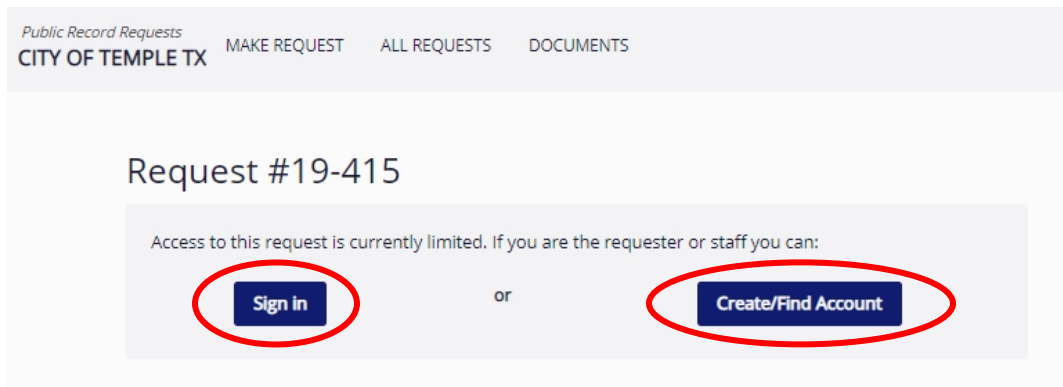 Public Record Requests
CITY OF TEMPLE TX
MAKE REQUEST ALL REQUESTS DOCUMENTS
Request #19-415
Access to this request is currently limited. If you are the requester or staff you can:
Sign in or Create/Find Account